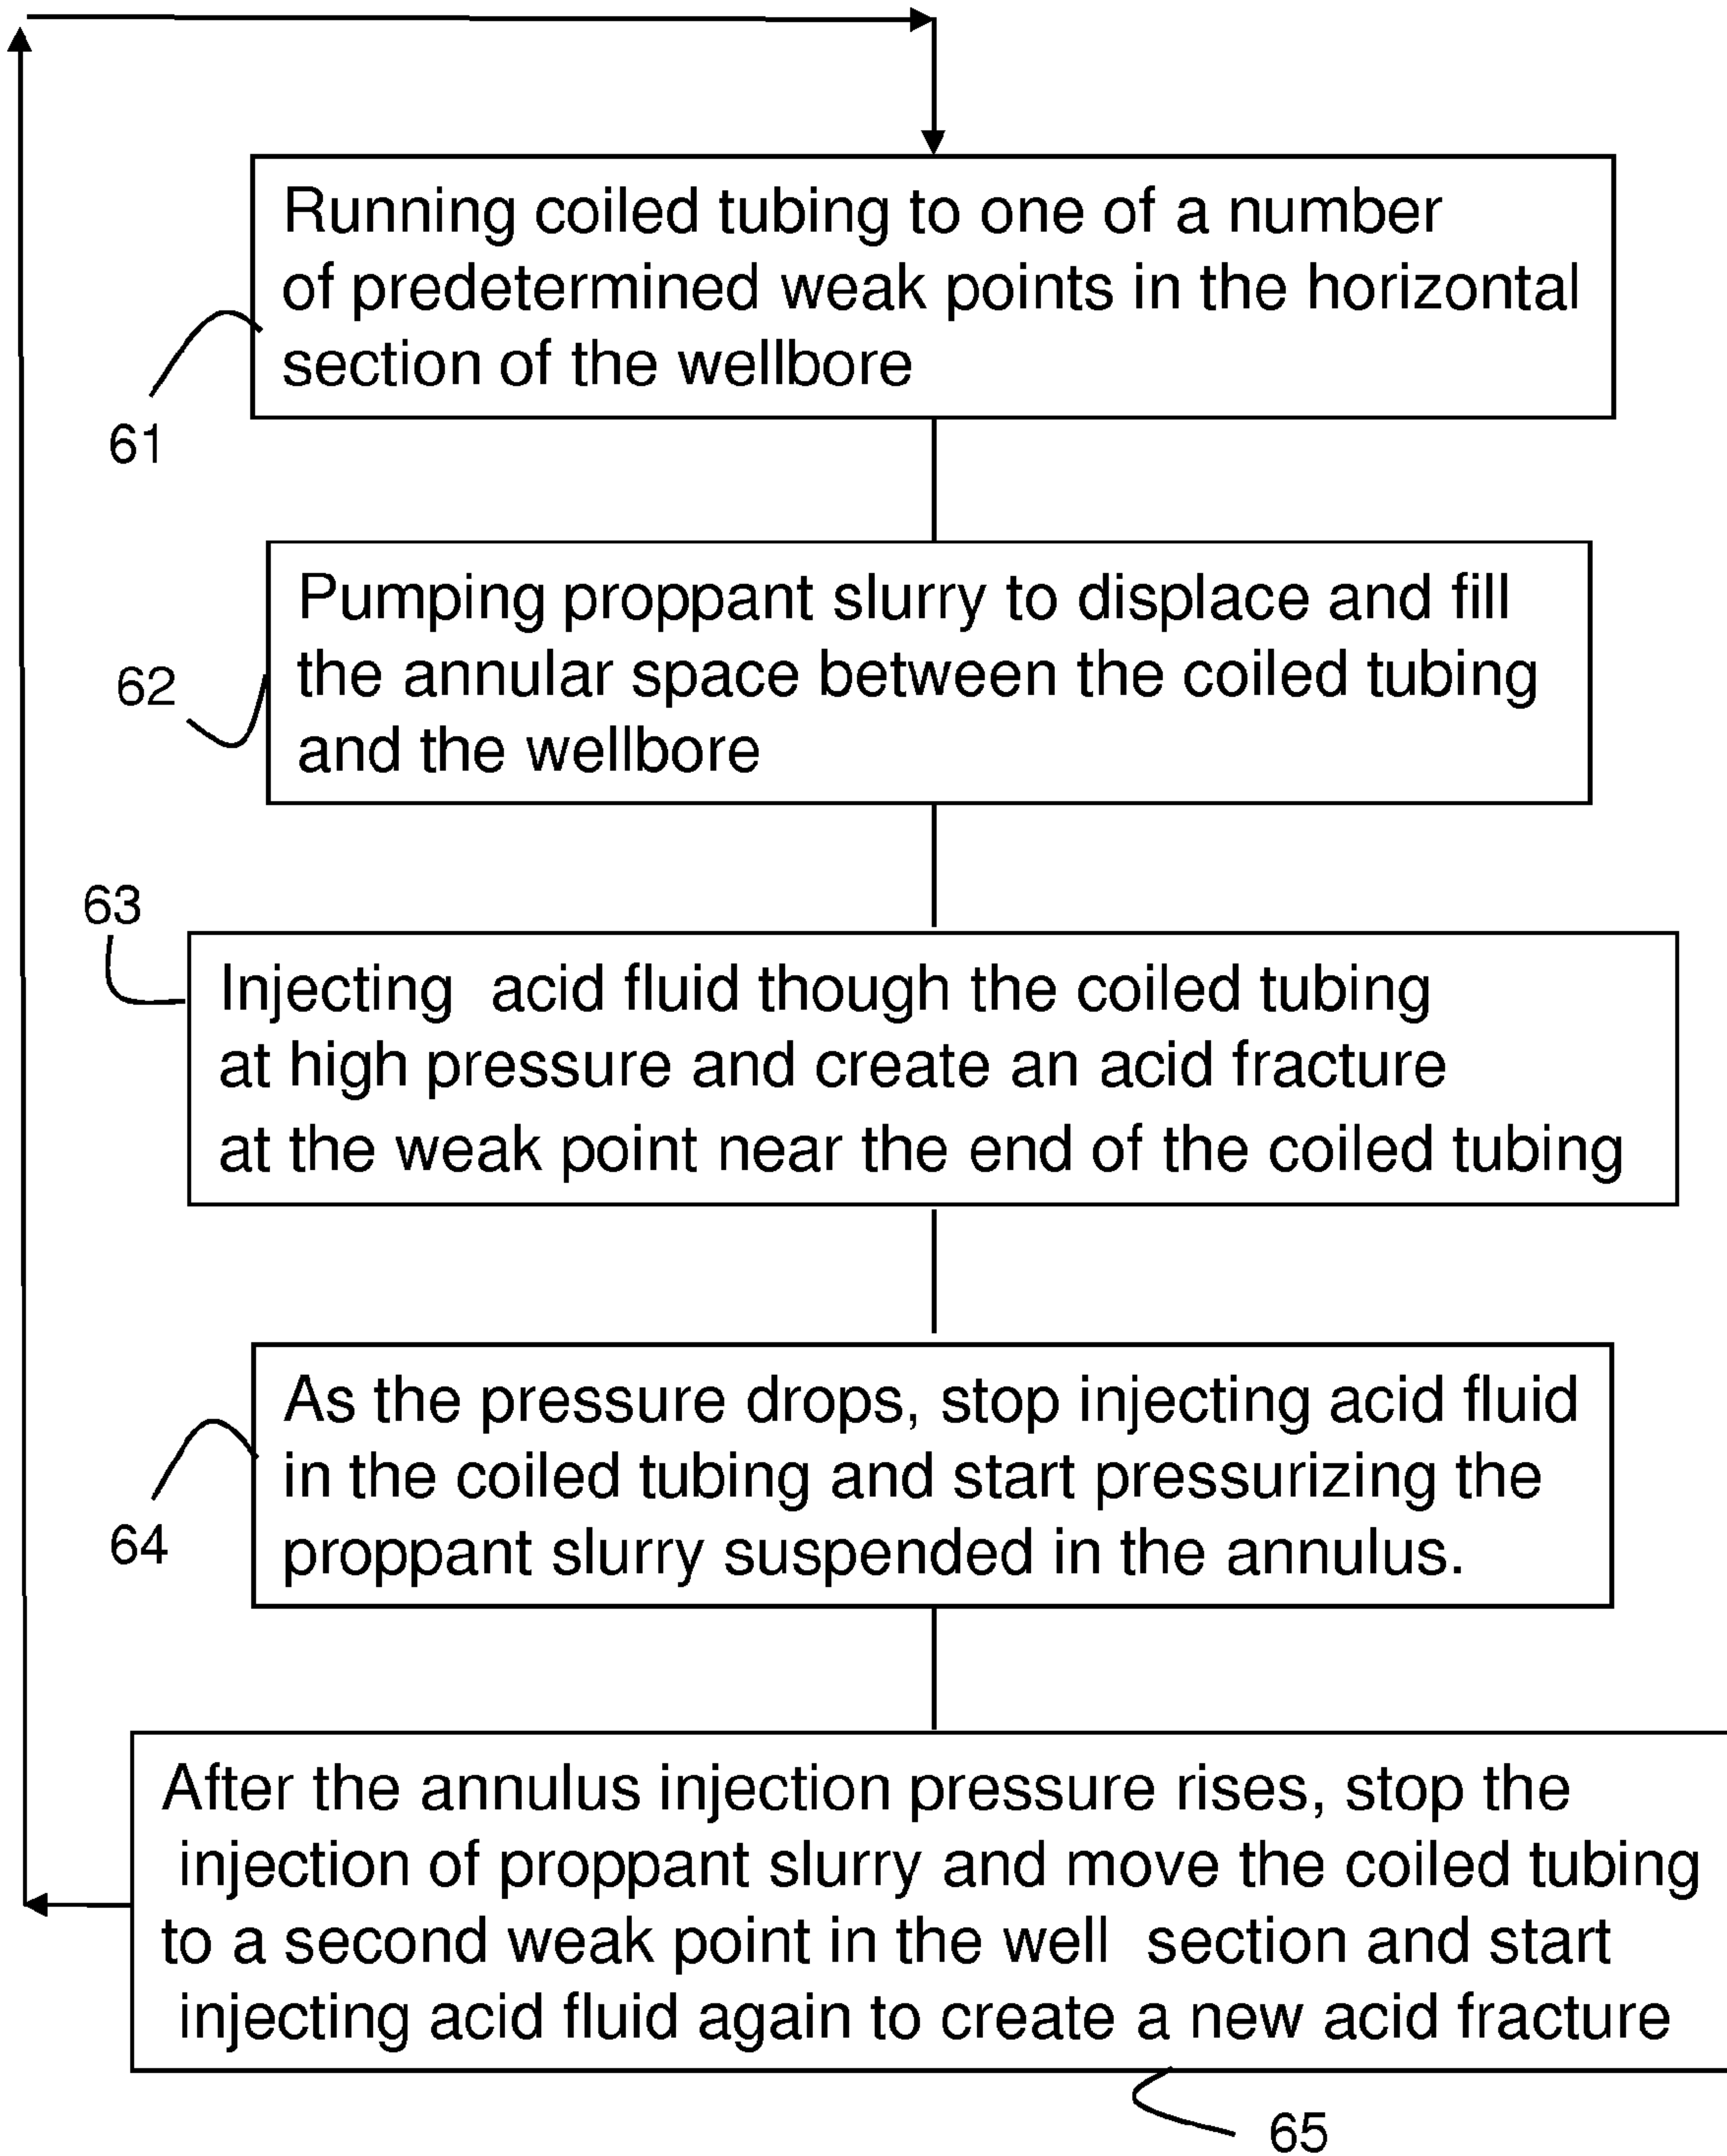 Running coiled tubing to one of a number
of predetermined weak points in the horizontal
section of the wellbore
61
Pumping proppant slurry to displace and fill
the annular space between the coiled tubing
and the wellbore
62
63
Injecting acid fluid though the coiled tubing
at high pressure and create an acid fracture
at the weak point near the end of the coiled tubing
As the pressure drops, stop injecting acid fluid
in the coiled tubing and start pressurizing the
proppant slurry suspended in the annulus.
64
After the annulus injection pressure rises, stop the
injection of proppant slurry and move the coiled tubing
to a second weak point in the well section and start
injecting acid fluid again to create a new acid fracture
65